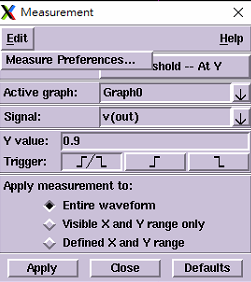 Measurement
Edit Help
Measure Preferences...
shold -- At Y
Active graph: Graph0
Signal: v(out)
Y value: 0.9
Trigger:
Apply measurement to:
Entire waveform
Visible X and Y range only
Defined X and Y range
Apply Close Defaults